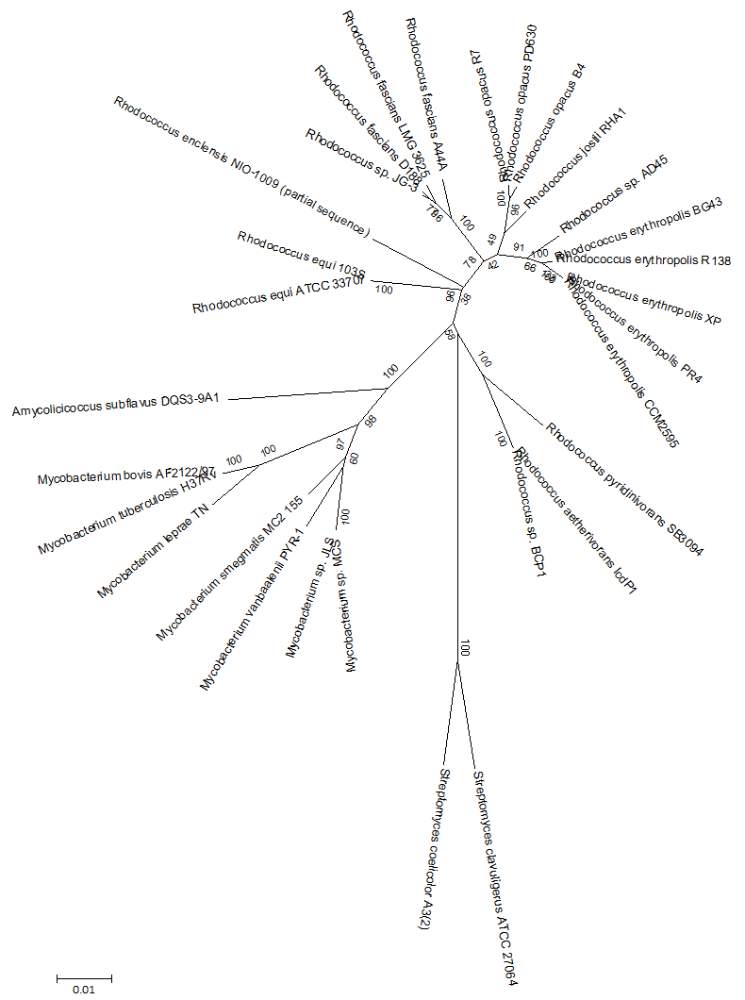 Rhodococcus fascians LMG 3625
Rhodococcus fascians A44A
Rhodococcus fascians D188
Rhodococcus sp. JG-3
Rhodococcus enclensis NIO-1009 (partial sequence)
Rhodococcus equi 103S
Rhodococcus equi ATCC 33707
Rhodococcus opacus R7
Rhodococcus opacus PD630
Rhodococcus opacus B4
Rhodococcus jostii RHA1
Rhodococcus sp. AD45
Rhodococcus erythropolis BG43
Rhodococcus erythropolis R138
Rhodococcus erythropolis XP
Rhodococcus erythropolis PR4
Rhodococcus erythropolis CCM2595
100
78
100
96
49
42
91
100
66
100
96
38
58
100
100
100
Amycolicicoccus subflavus DQS3-9A1
98
100
100
97
60
100
Mycobacterium bovis AF2122/97
Mycobacterium tuberculosis H37Rv
Mycobacterium leprae TN
Mycobacterium smegmatis MC2 155
Mycobacterium vanbaalenii PYR-1
Mycobacterium sp. JLS
Mycobacterium sp. MCS
Rhodococcus pyridinivorans SB3094
Rhodococcus aetherivorans IcdP1
Rhodococcus sp. BCP1
100
Streptomyces coelicolor A3(2)
Streptomyces clavuligerus ATCC 27064
0.01